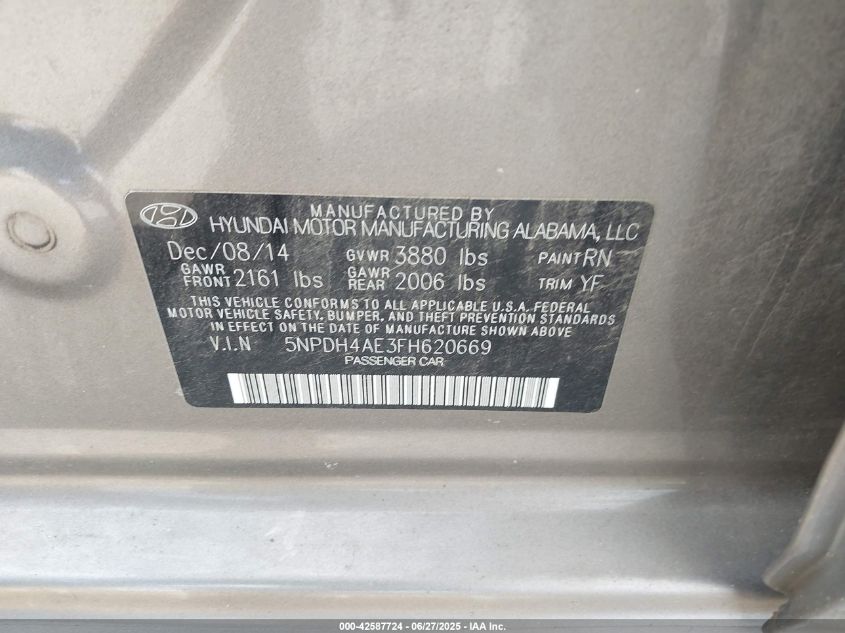 MANUFACTURED BY
HYUNDAI MOTOR MANUFACTURING ALABAMA, LLC
Dec/08/14 GVWR 3880 lbs PAINT RN
GAWR FRONT 2161 lbs GAWR REAR 2006 lbs TRIM YF
THIS VEHICLE CONFORMS TO ALL APPLICABLE U.S.A. FEDERAL
MOTOR VEHICLE SAFETY, BUMPER, AND THEFT PREVENTION STANDARDS
IN EFFECT ON THE DATE OF MANUFACTURE SHOWN ABOVE
V.I.N 5NPDH4AE3FH620669
PASSENGER CAR
000-42587724 - 06/27/2025 - IAA Inc.